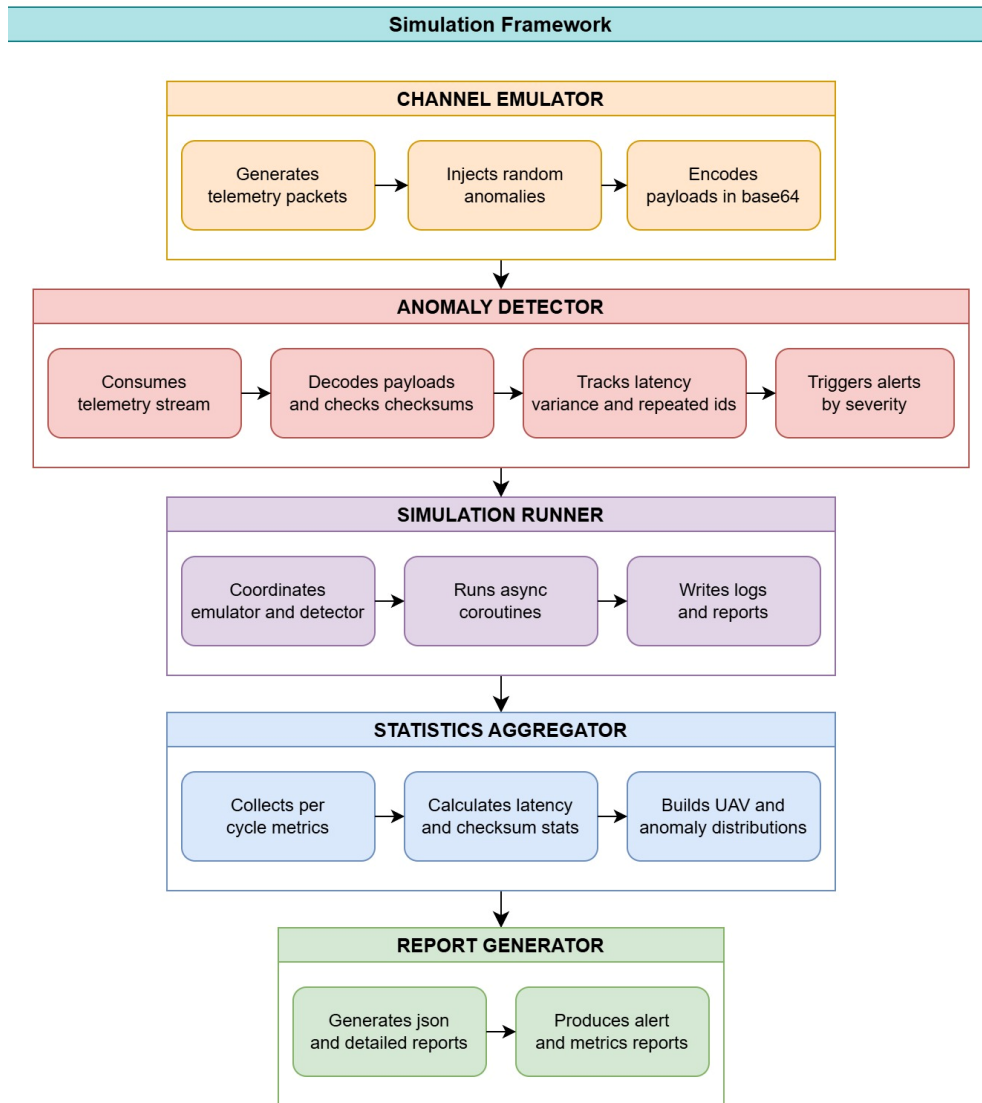 Simulation Framework
CHANNEL EMULATOR
Generates
telemetry packets
Injects random
anomalies
Encodes
payloads in base64
ANOMALY DETECTOR
Consumes
telemetry stream
Decodes payloads
and checks checksums
Tracks latency
variance and repeated ids
Triggers alerts
by severity
SIMULATION RUNNER
Coordinates
emulator and detector
Runs async
coroutines
Writes logs
and reports
STATISTICS AGGREGATOR
Collects per
cycle metrics
Calculates latency
and checksum stats
Builds UAV and
anomaly distributions
REPORT GENERATOR
Generates json
and detailed reports
Produces alert
and metrics reports